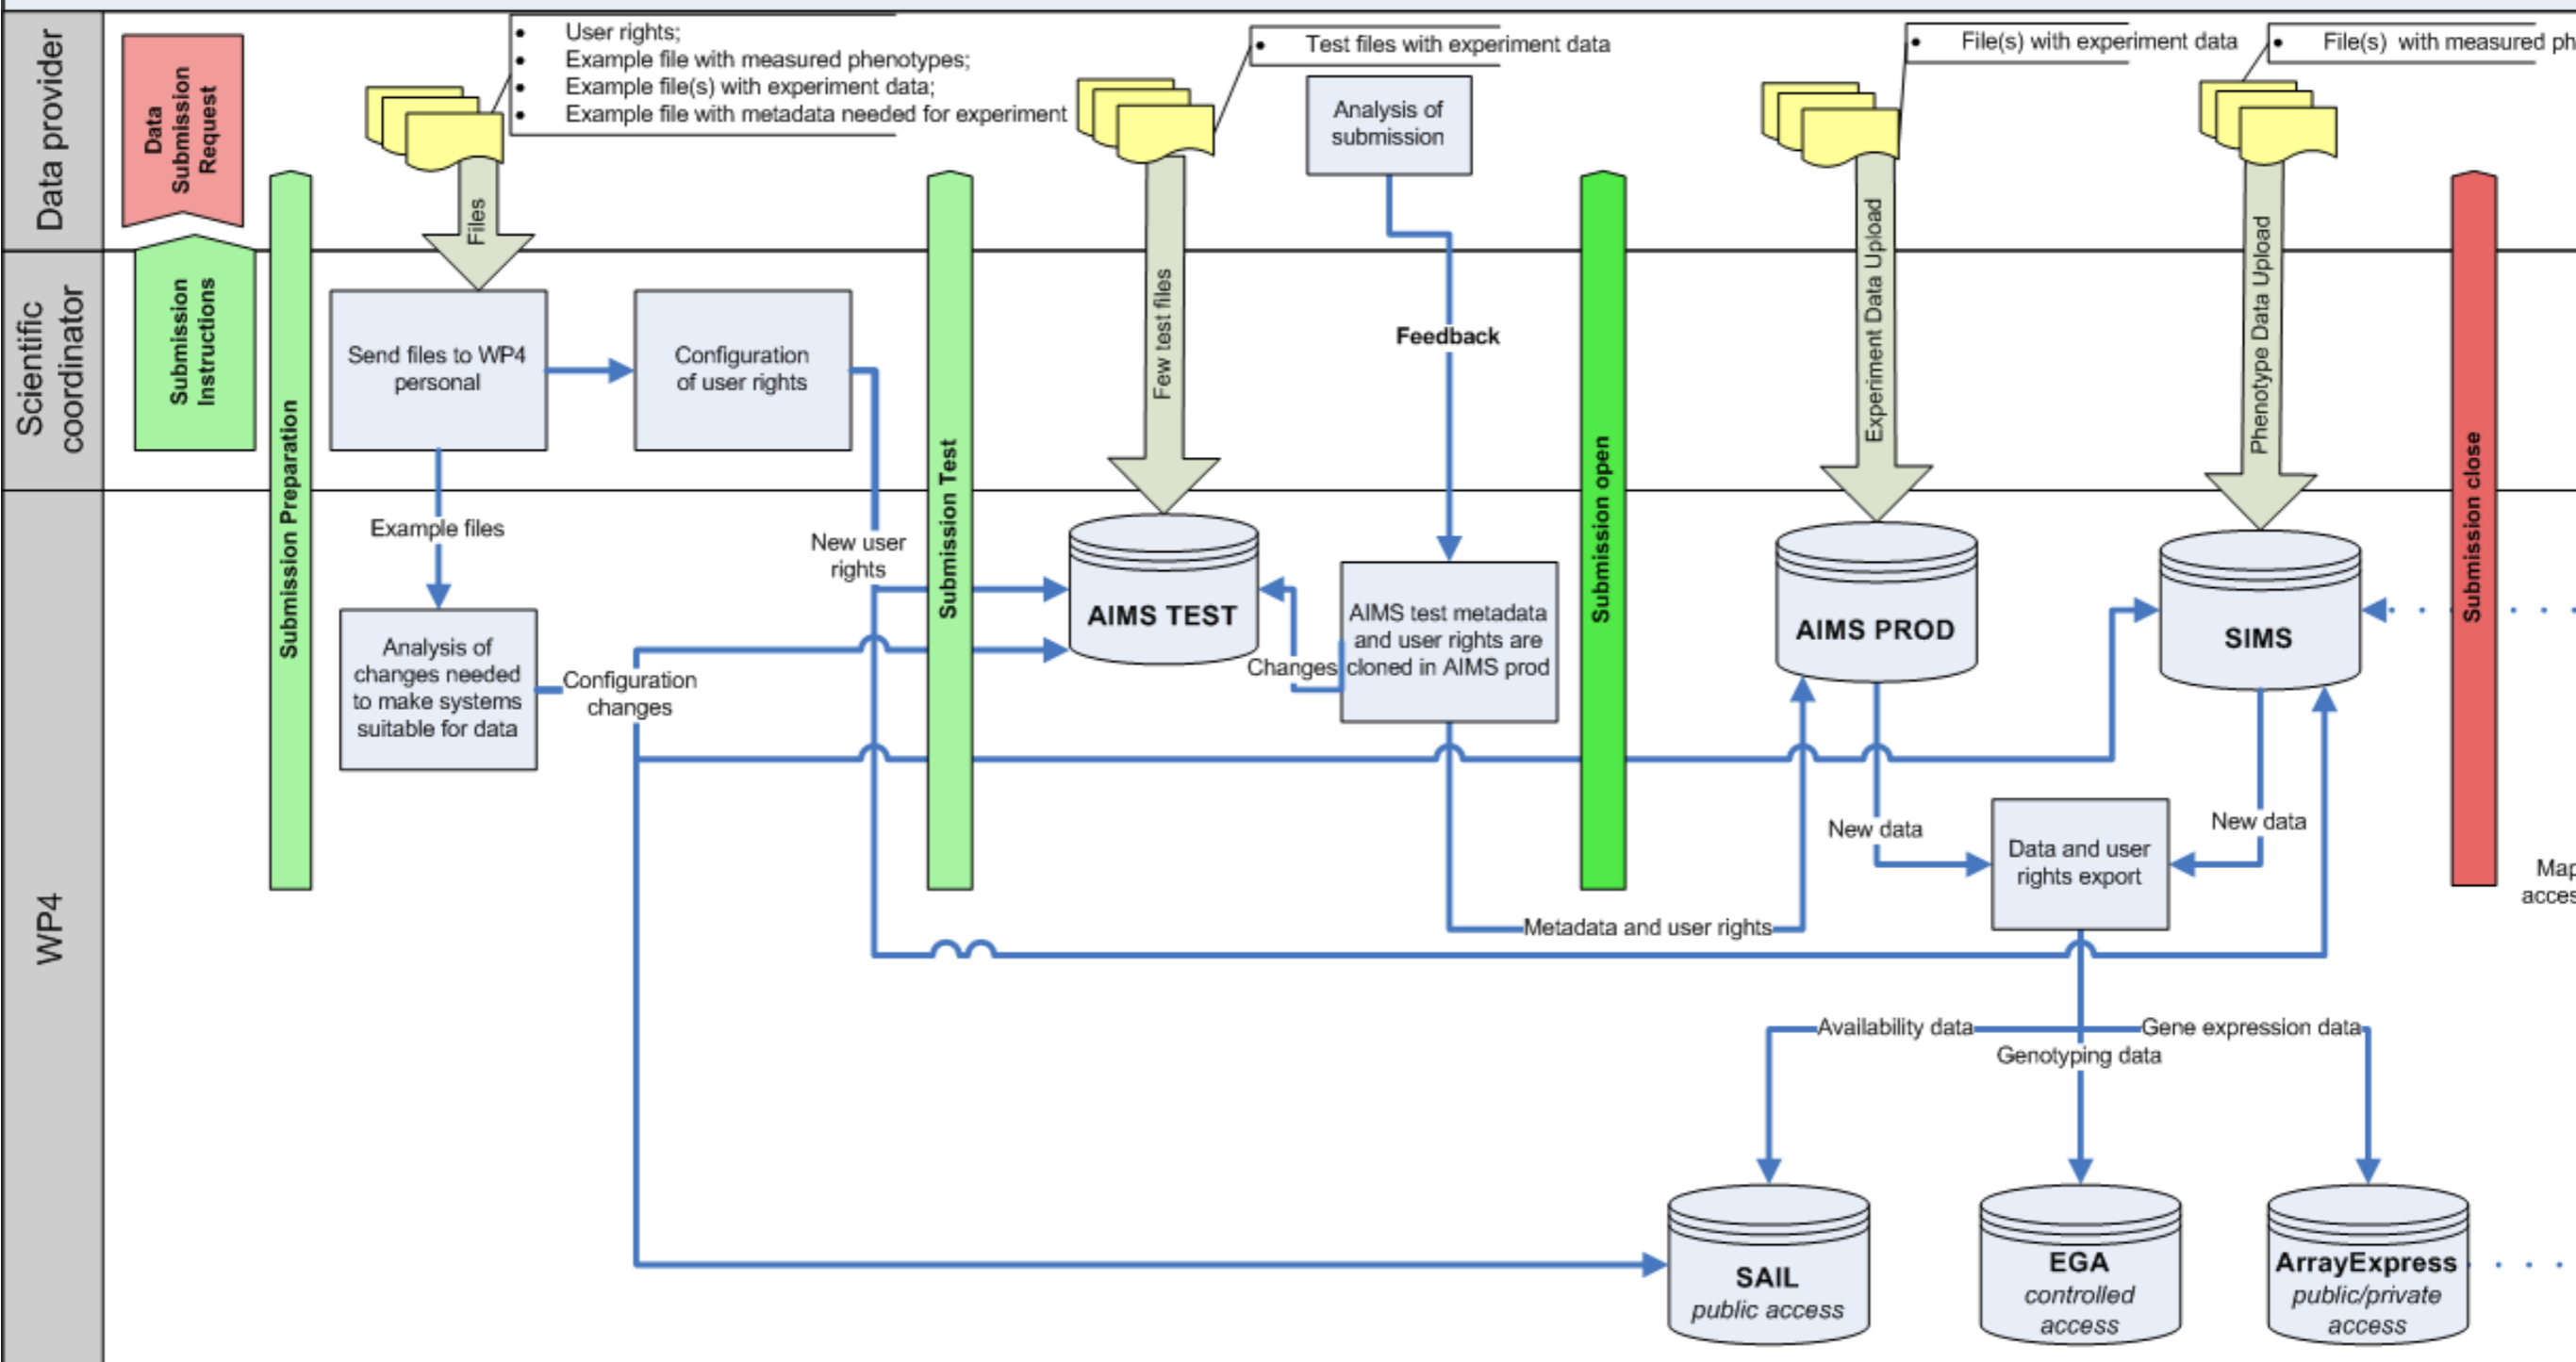 Data provider
Data
Submission
Request
User rights;
Example file with measured phenotypes;
Example file(s) with experiment data;
Example file with metadata needed for experiment
Files
Test files with experiment data
Analysis of
submission
File(s) with experiment data
File(s) with measured ph
Scientific
coordinator
Submission
Instructions
Submission Preparation
Send files to WP4
personal
Configuration
of user rights
Submission Test
Few test files
Feedback
Submission open
Experiment Data Upload
Phenotype Data Upload
Submission close
WP4
Example files
New user
rights
Analysis of
changes needed
to make systems
suitable for data
Configuration
changes
AIMS TEST
Changes
AIMS test metadata
and user rights are
cloned in AIMS prod
AIMS PROD
SIMS
New data
Data and user
rights export
New data
Map
acces
Metadata and user rights
Availability data
Gene expression data
Genotyping data
SAIL
public access
EGA
controlled
access
ArrayExpress
public/private
access